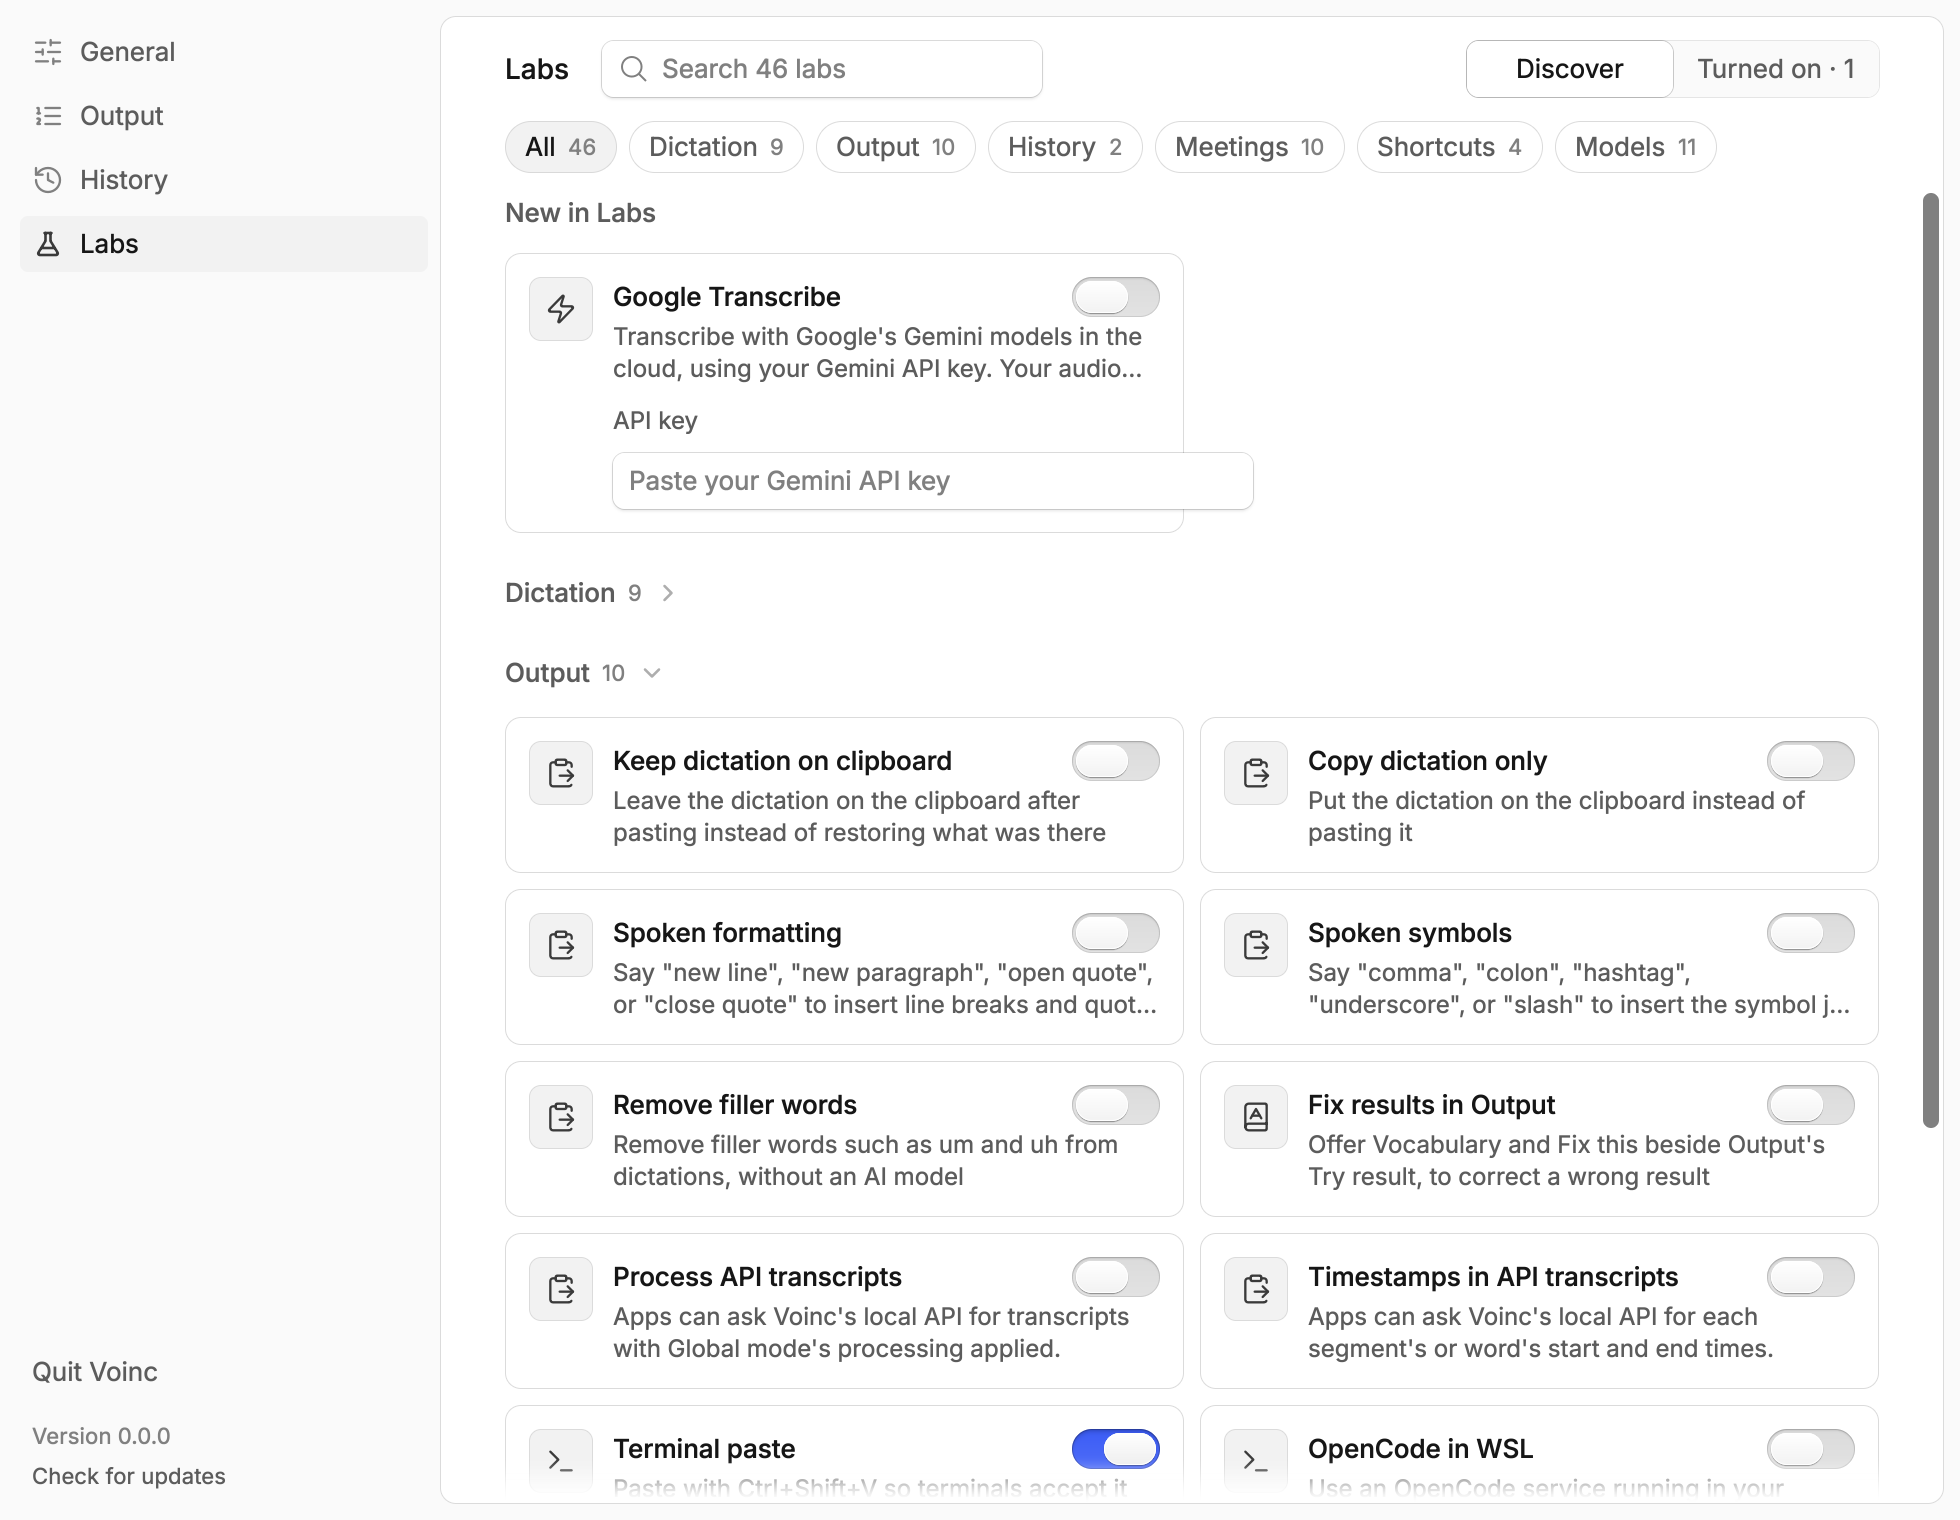 General
Output
History
Labs
Quit Voinc
Version 0.0.0
Check for updates
Labs
Search 46 labs
Discover
Turned on · 1
All 46
Dictation 9
Output 10
History 2
Meetings 10
Shortcuts 4
Models 11
New in Labs
Google Transcribe
Transcribe with Google's Gemini models in the
cloud, using your Gemini API key. Your audio...
API key
Paste your Gemini API key
Dictation 9
Output 10
Keep dictation on clipboard
Leave the dictation on the clipboard after
pasting instead of restoring what was there
Copy dictation only
Put the dictation on the clipboard instead of
pasting it
Spoken formatting
Say "new line", "new paragraph", "open quote",
or "close quote" to insert line breaks and quot...
Spoken symbols
Say "comma", "colon", "hashtag",
"underscore", or "slash" to insert the symbol j...
Remove filler words
Remove filler words such as um and uh from
dictations, without an AI model
Fix results in Output
Offer Vocabulary and Fix this beside Output's
Try result, to correct a wrong result
Process API transcripts
Apps can ask Voinc's local API for transcripts
with Global mode's processing applied.
Timestamps in API transcripts
Apps can ask Voinc's local API for each
segment's or word's start and end times.
Terminal paste
Paste with Ctrl+Shift+V so terminals accept it
OpenCode in WSL
Use an OpenCode service running in your